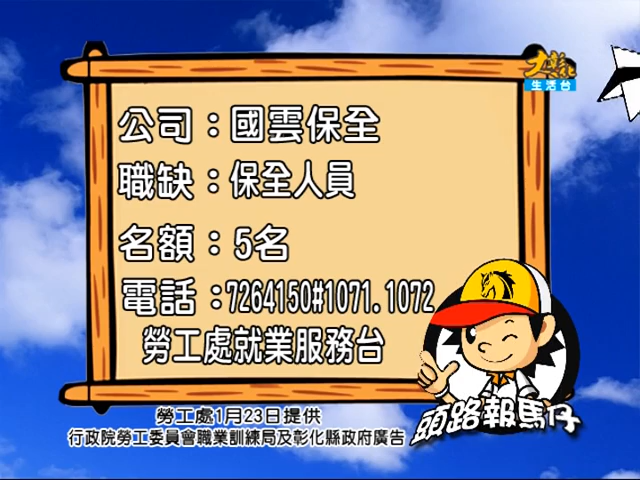 大彰化
生活台
公司：國雲保全
職缺：保全人員
名額：5名
電話：7264150#1071.1072
勞工處就業服務台
頭路報馬仔
勞工處1月23日提供
行政院勞工委員會職業訓練局及彰化縣政府廣告